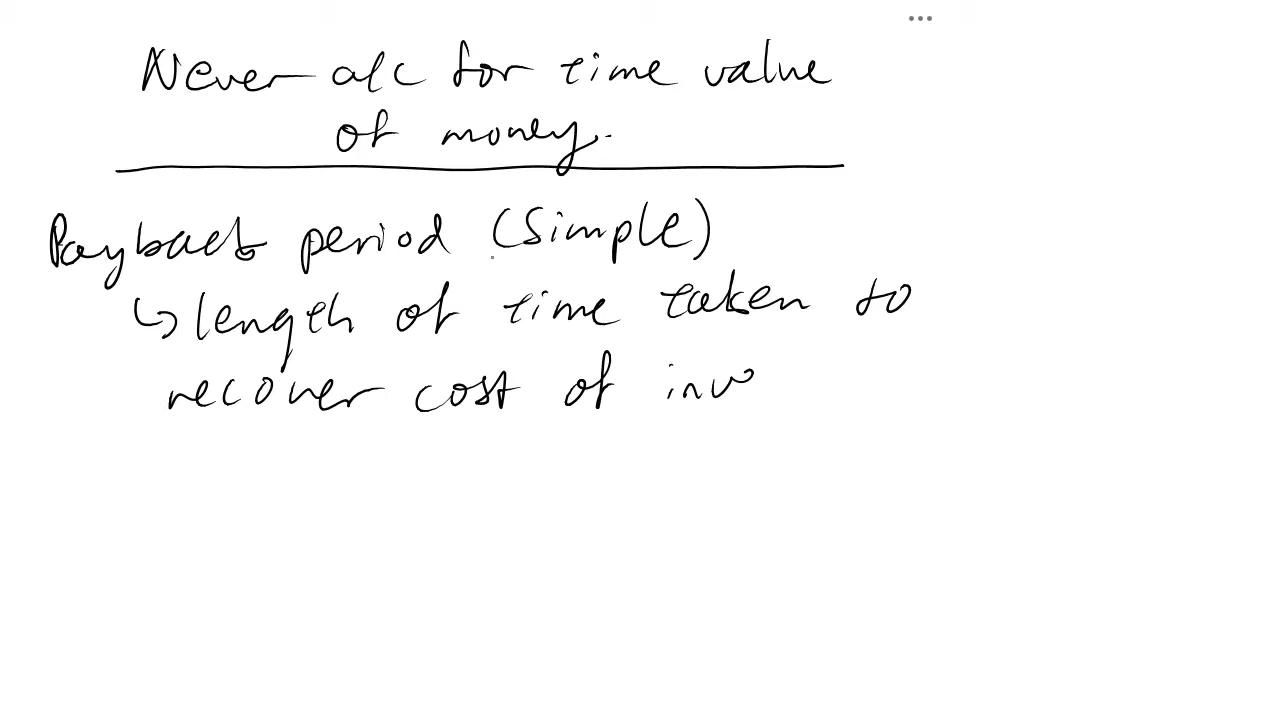 Never a/c for time value
of money.
Payback period (Simple)
↳ length of time taken to
recover cost of inv